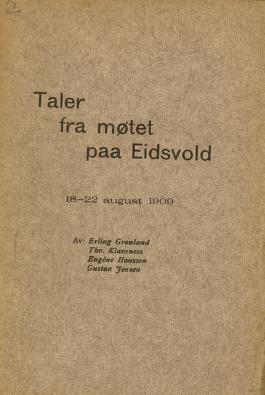 2
Taler
fra møtet
paa Eidsvold
18–22 august 1909
Av: Erling Grønland
Thv. Klaveness
Eugène Hanssen
Gustav Jensen